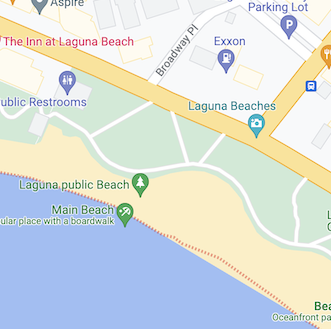 Aspire
Parking Lot
The Inn at Laguna Beach
Exxon
Broadway Pl
P
Public Restrooms
Laguna Beaches
Laguna public Beach
Main Beach
ular place with a boardwalk
L
C
Bea
Oceanfront pa